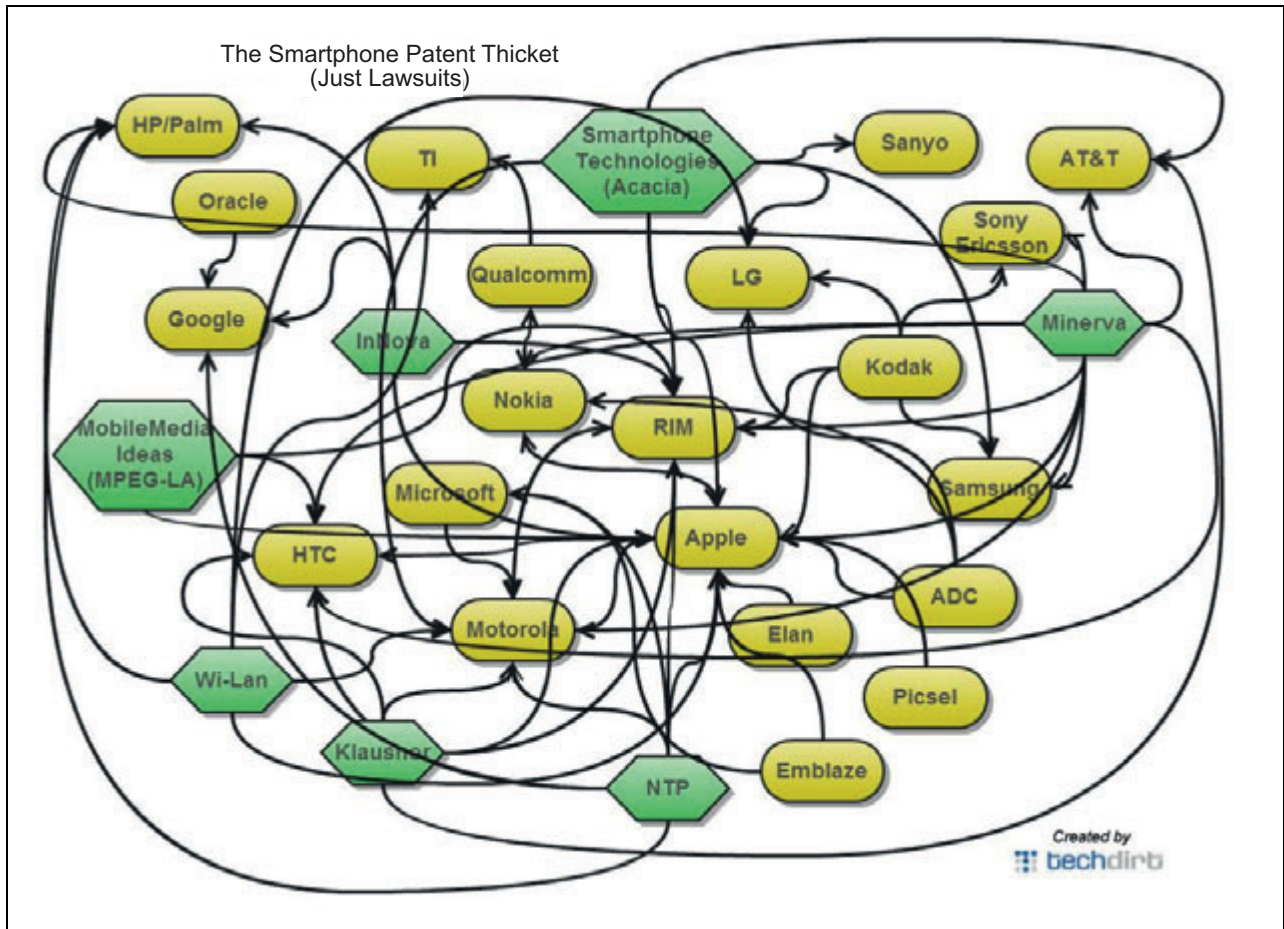 The Smartphone Patent Thicket
(Just Lawsuits)
HP/Palm
TI
Smartphone
Technologies
(Acacia)
Sanyo
AT&T
Oracle
Sony
Ericsson
Qualcomm
LG
Google
InNova
Minerva
Kodak
Nokia
RIM
MobileMedia
Ideas
(MPEG-LA)
Microsoft
Samsung
Apple
HTC
ADC
Motorola
Elan
Wi-Lan
Picsel
Klausner
Emblaze
NTP
Created by
techdirt